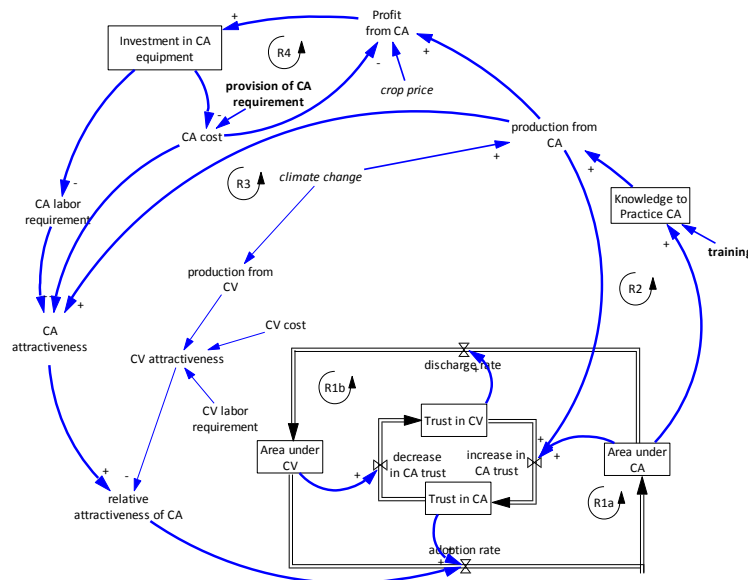 Profit
from CA
+
+
Investment in CA
equipment
R4
-
+
provision of CA
requirement
crop price
-
CA cost
production from
CA
+
+
R3
climate change
-
CA labor
requirement
Knowledge to
Practice CA
+
training
production from
CV
R2
- -
+
CA
attractiveness
CV cost
CV attractiveness
discharge rate
+
R1b
CV labor
requirement
Trust in CV
Area under
CV
+
decrease
in CA trust
increase in
CA trust
+
+
Area under
CA
+
-
relative
attractiveness of CA
Trust in CA
R1a
adoption rate
+
+